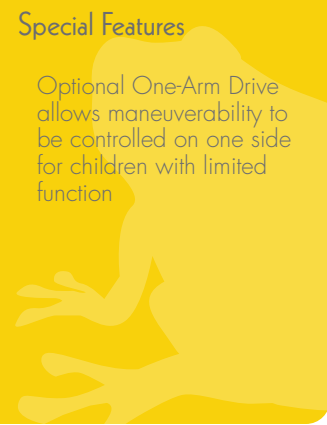 Special Features
Optional One-Arm Drive
allows maneuverability to
be controlled on one side
for children with limited
function